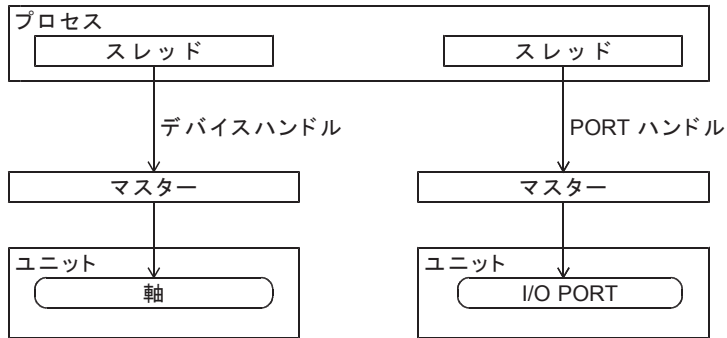 プロセス
スレッド
スレッド
デバイスハンドル
PORT ハンドル
マスター
マスター
ユニット
ユニット
軸
I/O PORT